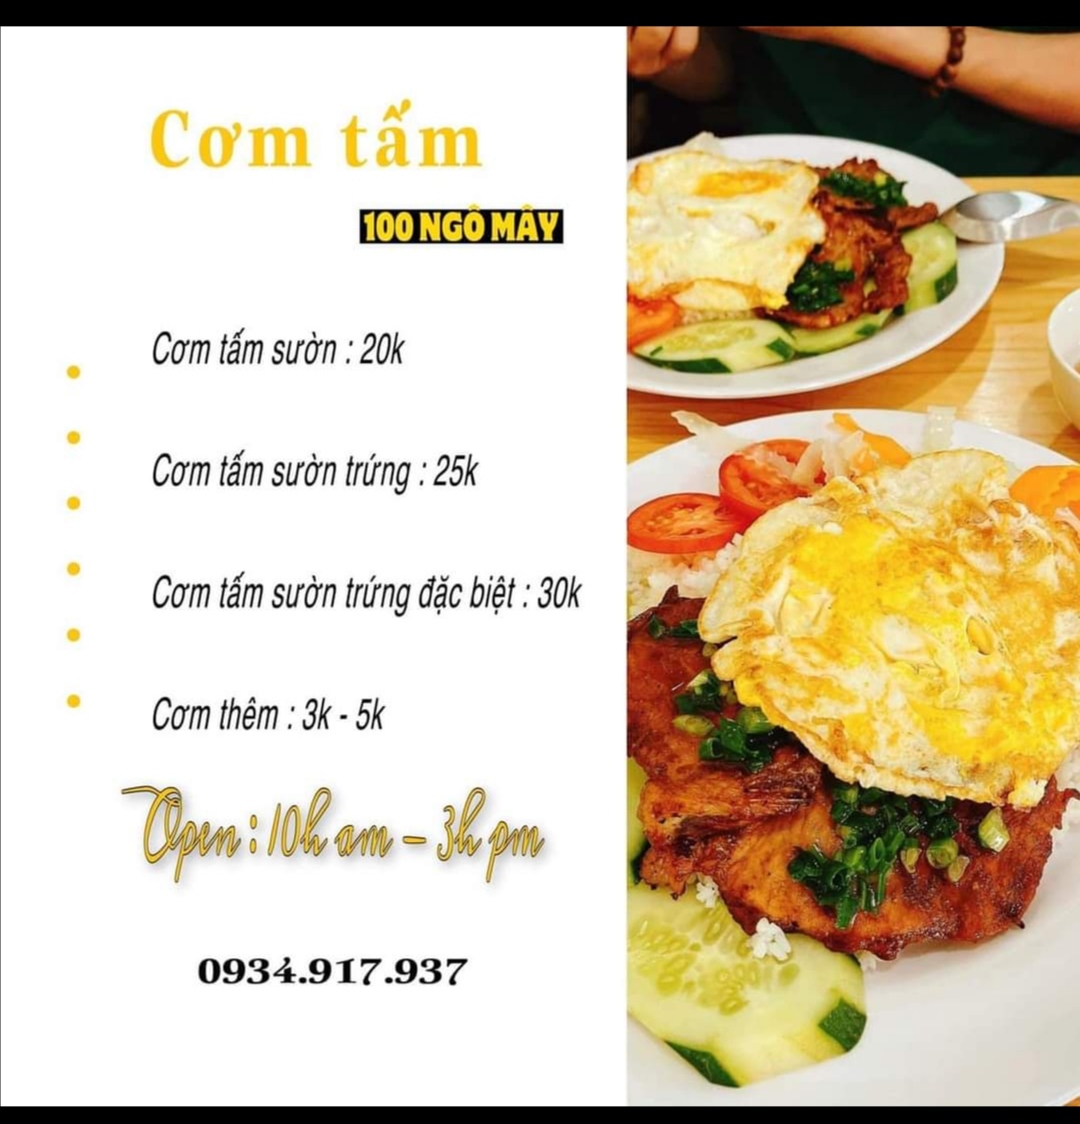 Cơm tấm
100 NGÔ MÂY
Cơm tấm sườn : 20k
Cơm tấm sườn trứng : 25k
Cơm tấm sườn trứng đặc biệt : 30k
Cơm thêm : 3k - 5k
Open : 10h am - 3h pm
0934.917.937